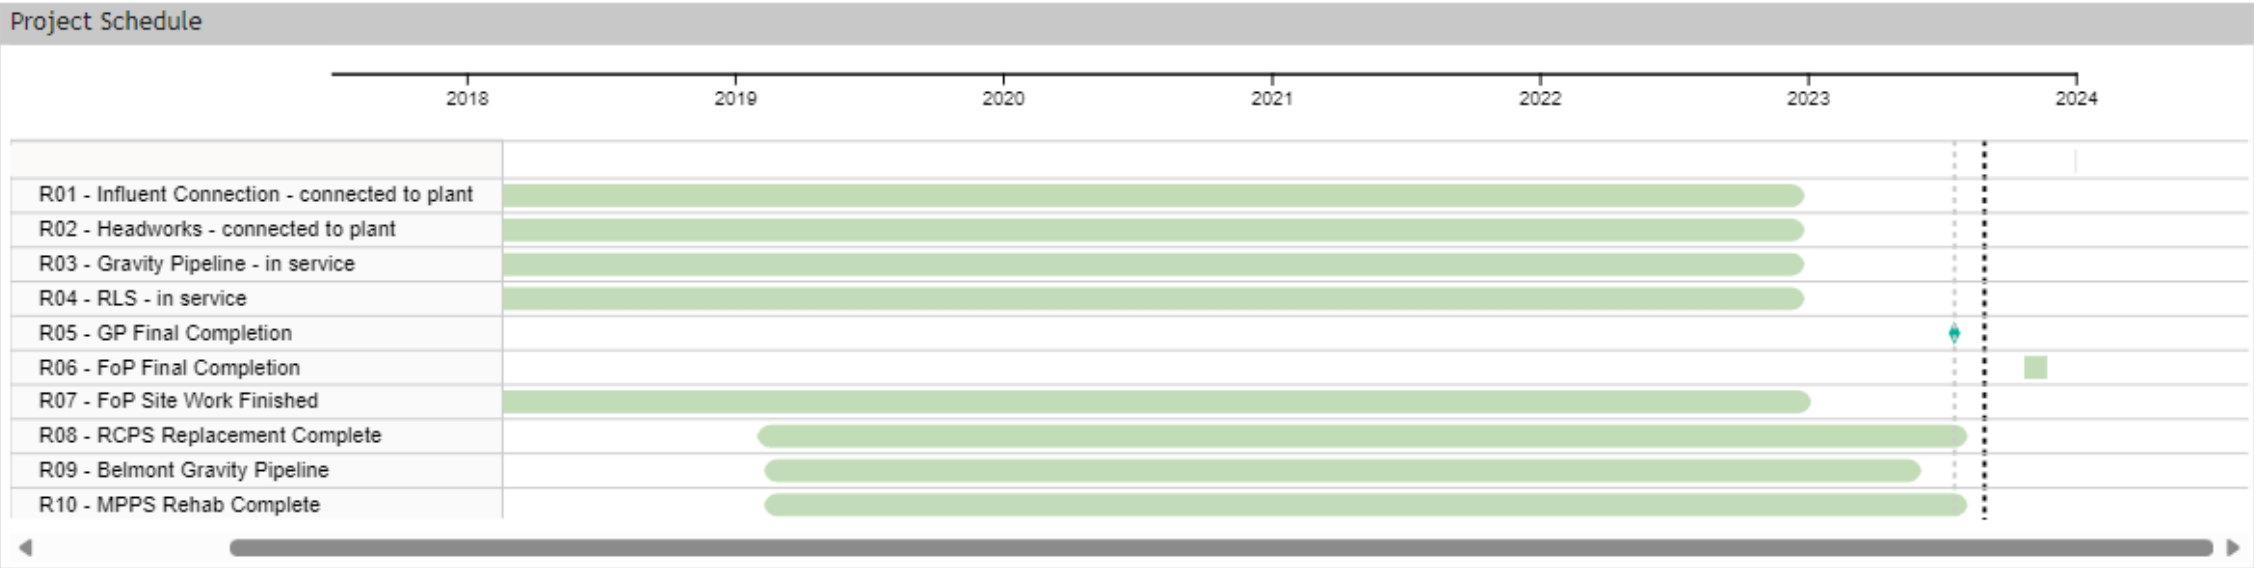 Project Schedule
2018 2019 2020 2021 2022 2023 2024
R01 - Influent Connection - connected to plant
R02 - Headworks - connected to plant
R03 - Gravity Pipeline - in service
R04 - RLS - in service
R05 - GP Final Completion
R06 - FoP Final Completion
R07 - FoP Site Work Finished
R08 - RCPS Replacement Complete
R09 - Belmont Gravity Pipeline
R10 - MPPS Rehab Complete